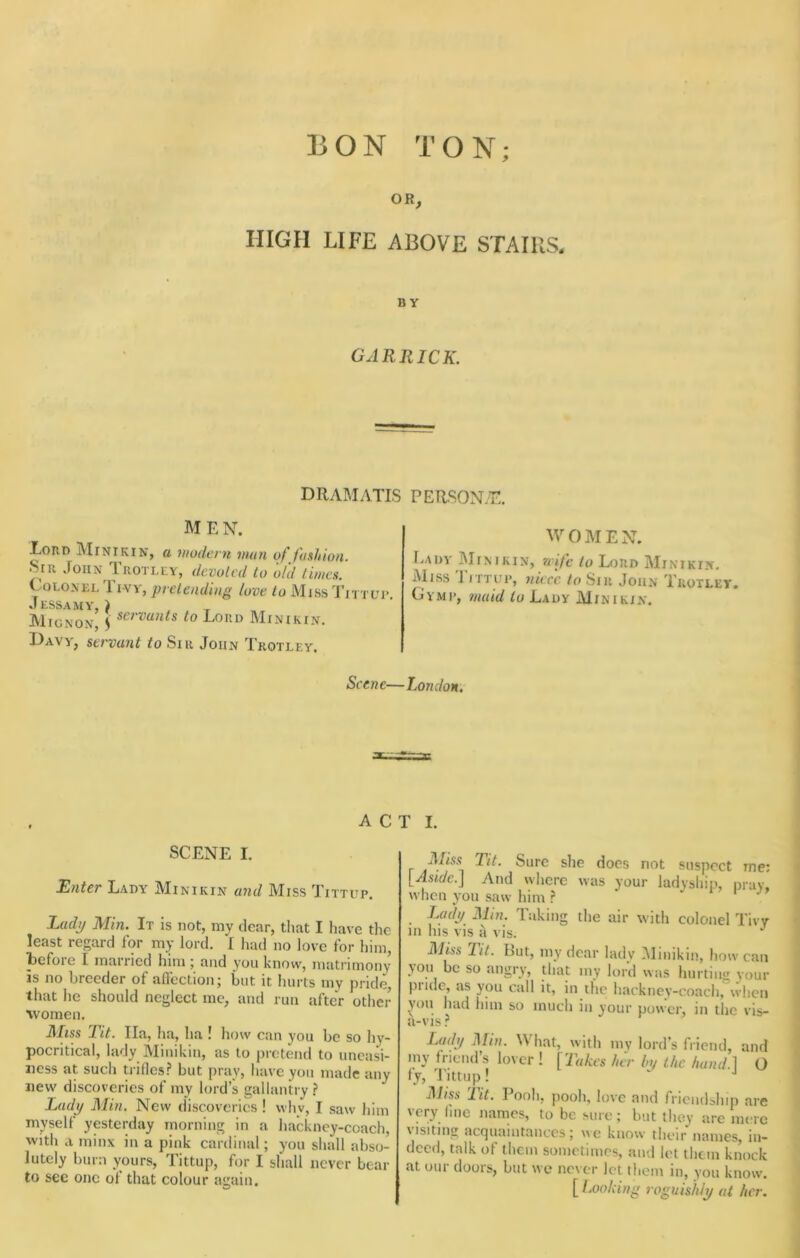 BON TON;
OR,
HIGH LIFE ABOVE STAIRS.
BY
GARRICK.
DRAMATIS PERSONÆ.
MEN.
LORD MINIKIN, a modern man of fashion.
SIR JOHN TROTLEY, devoted to old times.
COLONEL TIVY, pretending love to MISS TITTUP.
JESSAMY, }
MIGNON, } servants to LORD MINIKIN.
DAVY, servant to SIR JOHN TROTLEY.
WOMEN.
LADY MINIKIN, wife to LORD MINIKIN.
MISS TITTUP, niece to SIR JOHN TROTLEY.
GYMP, maid to LADY MINIKIN.
Scene—London.
ACT I.
SCENE I.
Enter LADY MINIKIN and MISS TITTUP.
Lady Min. It is not, my dear, that I have the
least regard for my lord. I had no love for him,
before I married him; and you know, matrimony
is no breeder of affection; but it hurts my pride,
that he should neglect me, and run after other
women.
Miss Tit. Ha, ha, ha! how can you be so hy-
pocritical, lady Minikin, as to pretend to uneasi-
ness at such trifles? but pray, have you made any
new discoveries of my lord's gallantry?
Lady Min. New discoveries! why, I saw him
myself yesterday morning in a hackney-coach,
with a minx in a pink cardinal; you shall abso-
lutely burn yours, Tittup, for I shall never bear
to see one of that colour again.
Miss Tit. Sure she does not suspect me:
[Aside.] And where was your ladyship, pray,
when you saw him?
Lady Min. Taking the air with colonel Tivy
in his vis à vis.
Miss Tit. But, my dear lady Minikin, how can
you be so angry, that my lord was hurting your
pride, as you call it, in the hackney-coach, when
you had him so much in your power, in the vis-
à-vis?
Lady Min. What, with my lord's friend, and
my friend's lover! [Takes her by the hand.] O
fy, Tittup!
Miss Tit. Pooh, pooh, love and friendship are
very fine names, to be sure; but they are mere
visiting acquaintances; we know their names, in-
deed, talk of them sometimes, and let them knock
at our doors, but we never let them in, you know.
[Looking roguishly at her.